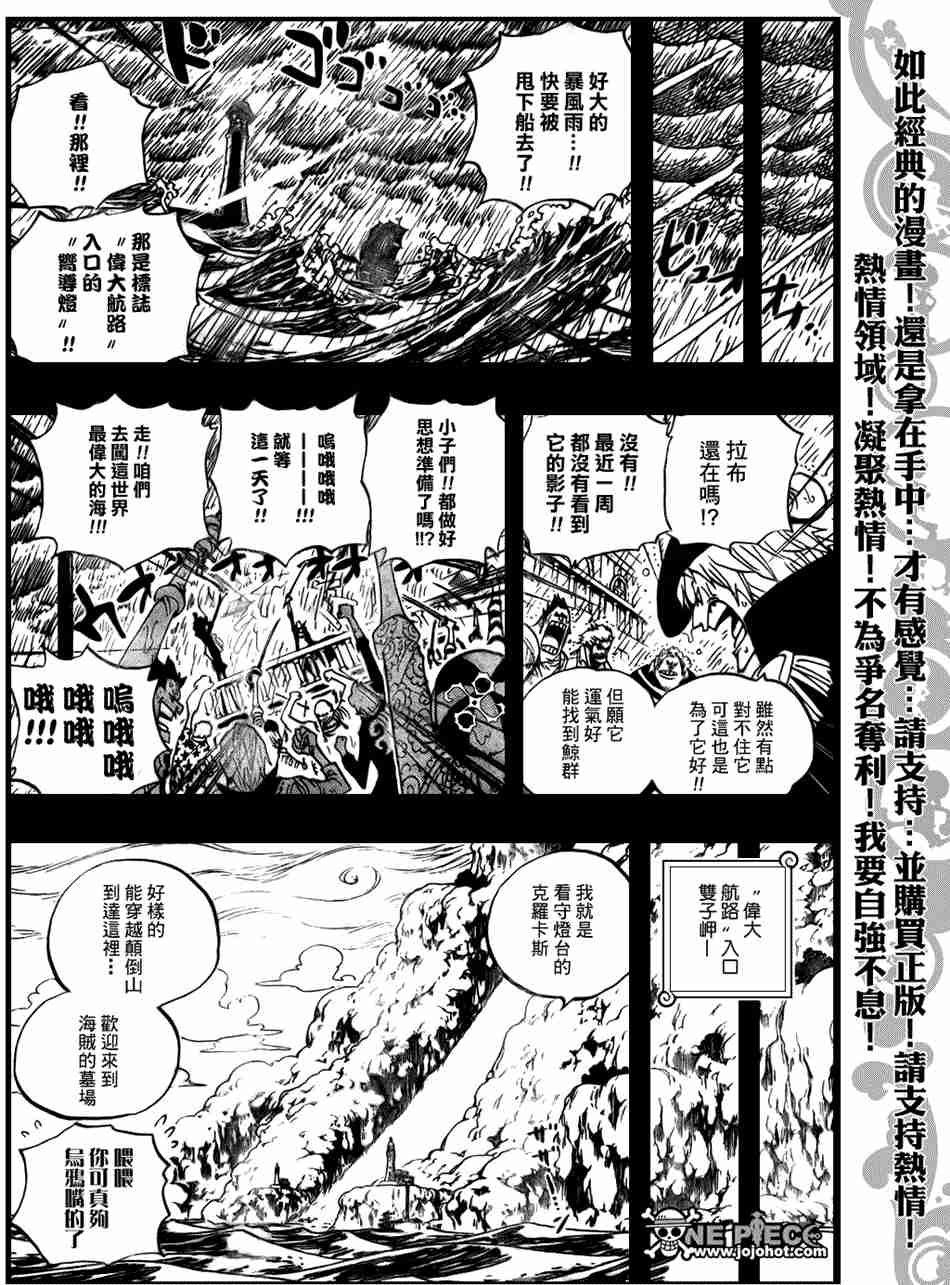 好大的
暴風雨…!!
快要被
甩下船去了!!
看!!那裡!!
那是標誌
"偉大航路"
入口的
"嚮導燈"!!
ゴゴゴ
ビュオ
拉布
還在嗎!?
沒有!!
最近一周
都沒有看到
它的影子!!
雖然有點
對不住它
可這也是
為了它好!!
但願它
運氣好
能找到鯨群
小子們!!都做好
思想準備了嗎!!?
嗚哦哦哦
————!!!
就等
這一天了!!
走!!咱們
去闖這世界
最偉大的海!!!
嗚哦哦
哦哦哦
哦!!!
"偉大
航路"入口
雙子岬—
我就是
看守燈台的
克羅卡斯
好樣的
能穿越顛倒山
到達這裡…
歡迎來到
海賊的墓場
喂喂
你可真夠
烏鴉嘴的了
ONE PIECE
www.jojohot.com
如此經典的漫畫!還是拿在手中…才有感覺…請支持…並購買正版!請支持熱情!
熱情領域!凝聚熱情!不為爭名奪利!我要自強不息!